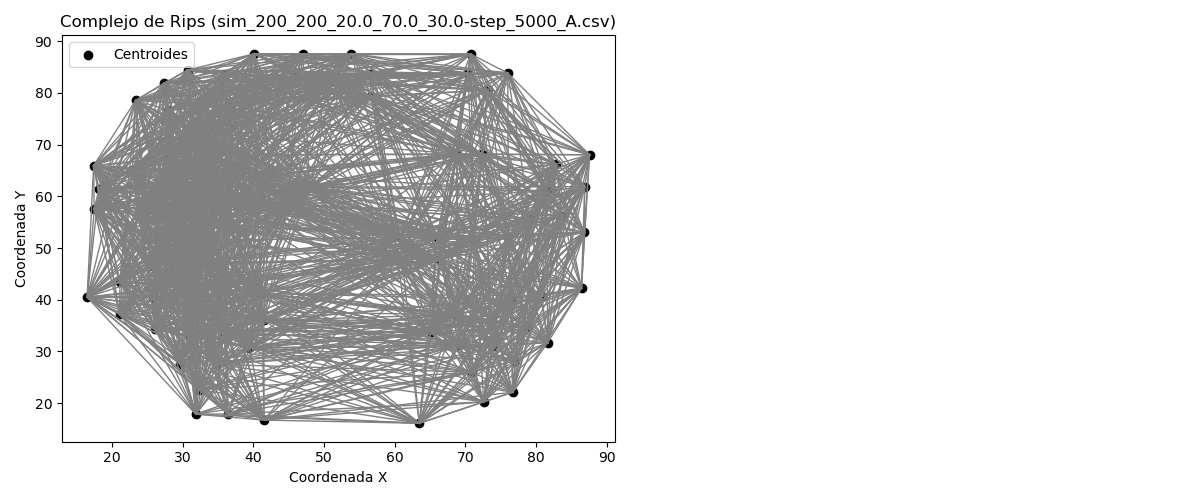 Complejo de Rips (sim_200_200_20.0_70.0_30.0-step_5000_A.csv)
Centroides
90
80
70
60
50
40
30
20
Coordenada Y
20 30 40 50 60 70 80 90
Coordenada X